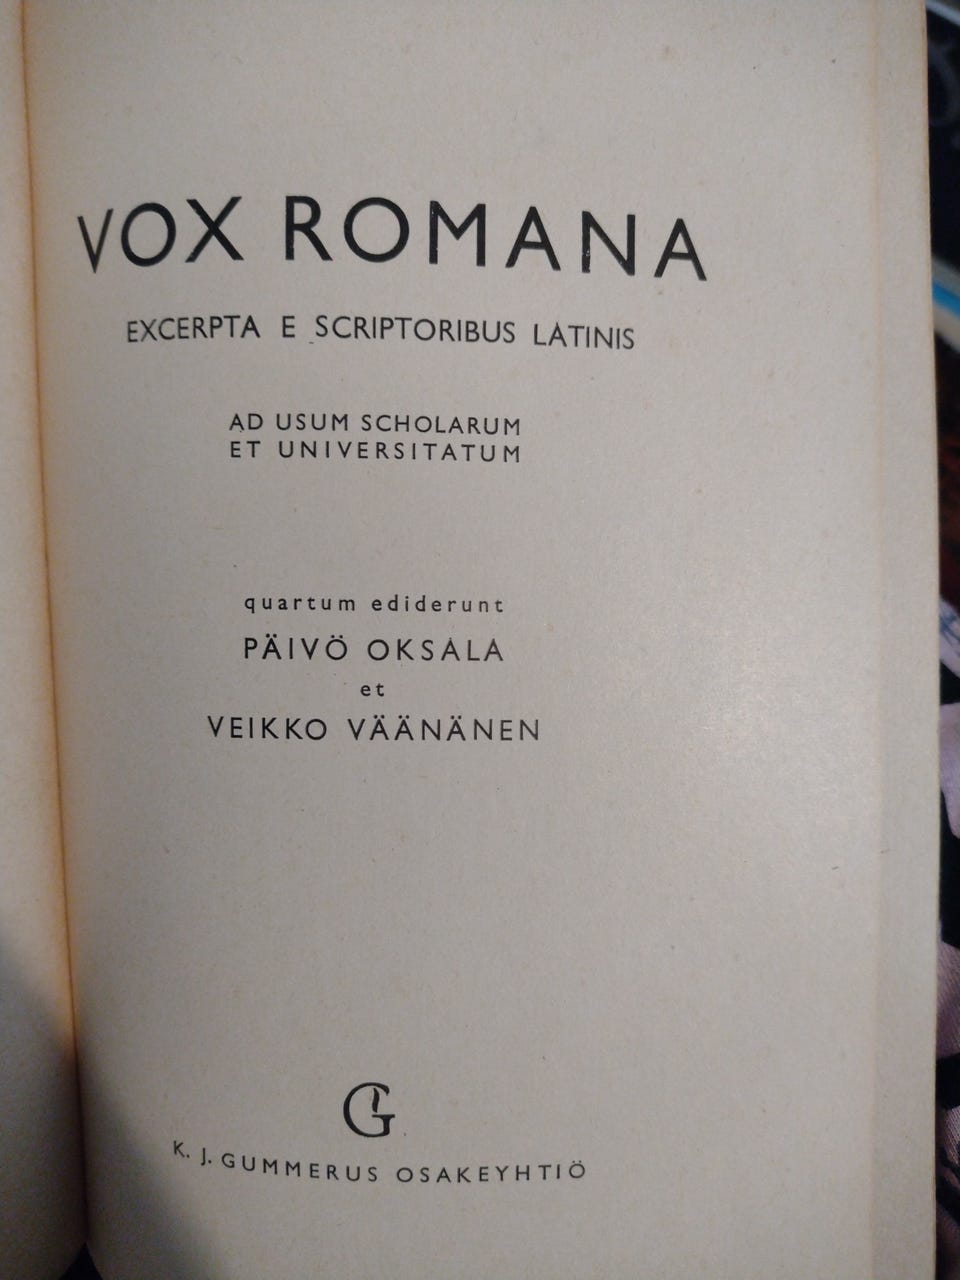 VOX ROMANA
EXCERPTA E SCRIPTORIBUS LATINIS
AD USUM SCHOLARUM
ET UNIVERSITATUM
quartum ediderunt
PÄIVÖ OKSALA
et
VEIKKO VÄÄNÄNEN
G
K. J. GUMMERUS OSAKEYHTIÖ